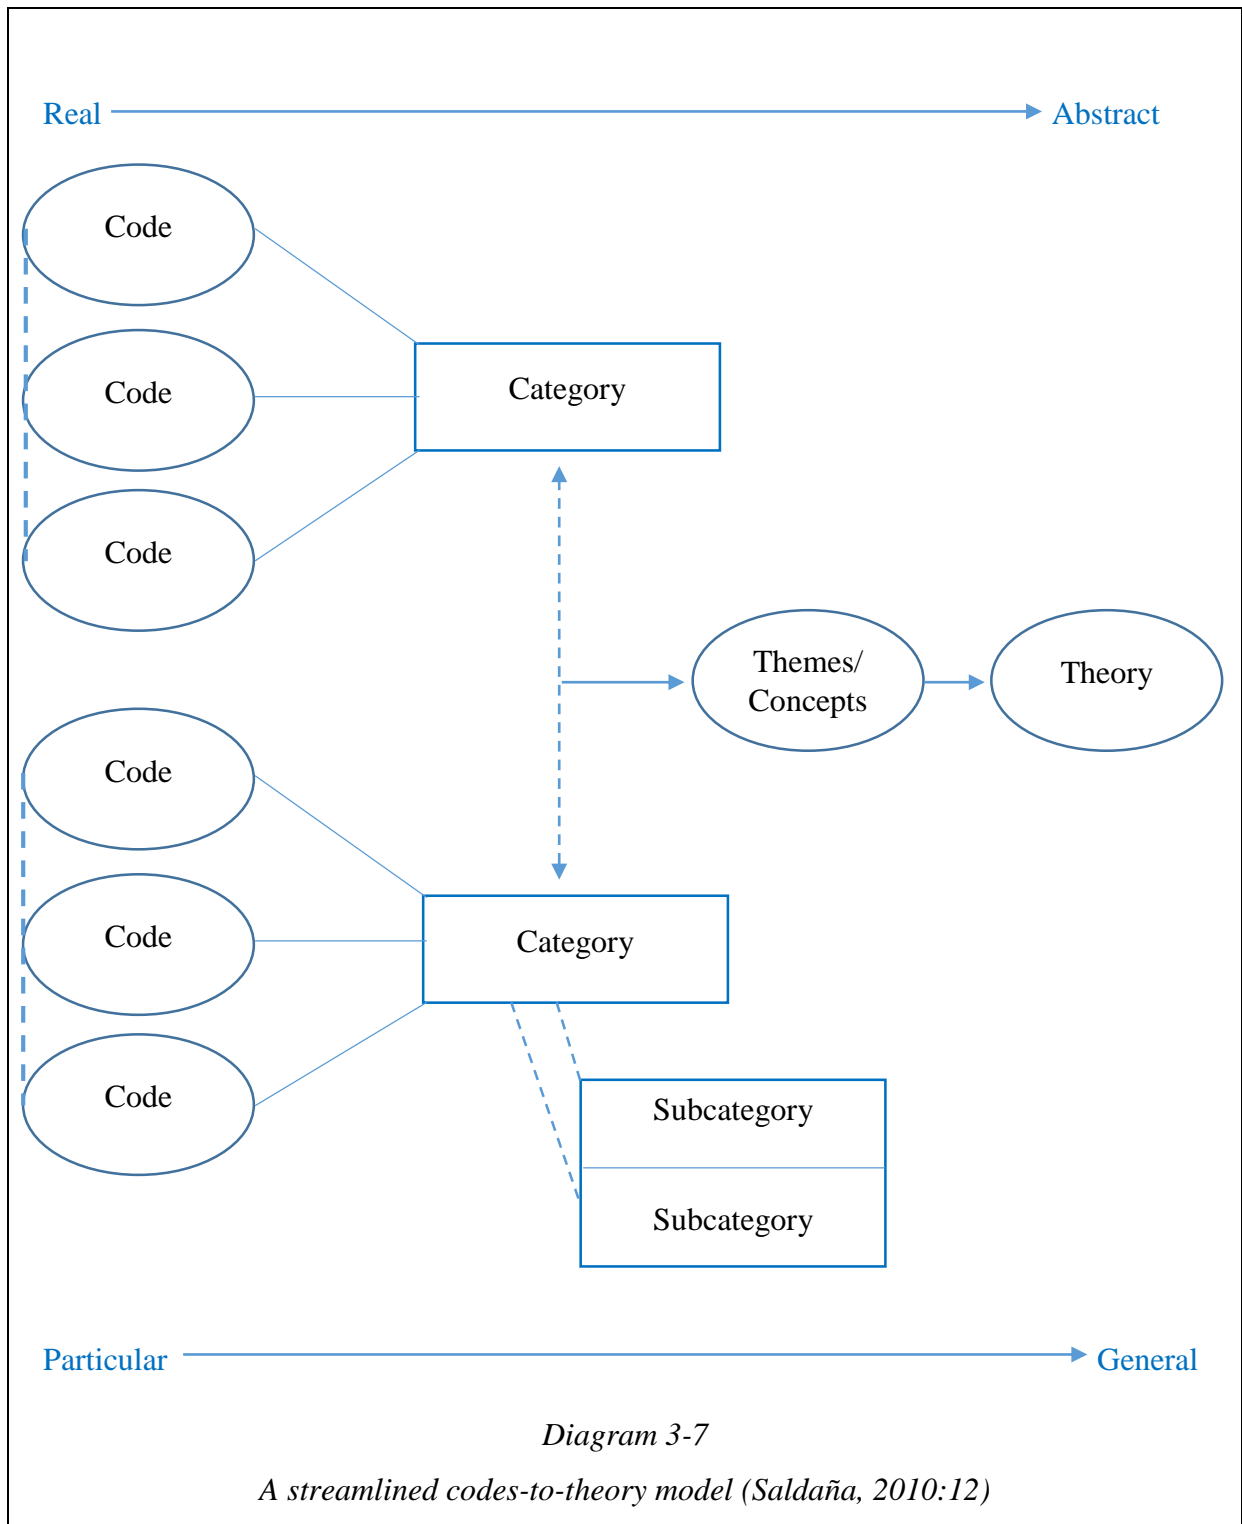 Real
Abstract
Code
Code
Category
Code
Themes/
Concepts
Theory
Code
Code
Category
Code
Subcategory
Subcategory
Particular
General
Diagram 3-7
A streamlined codes-to-theory model (Saldaña, 2010:12)